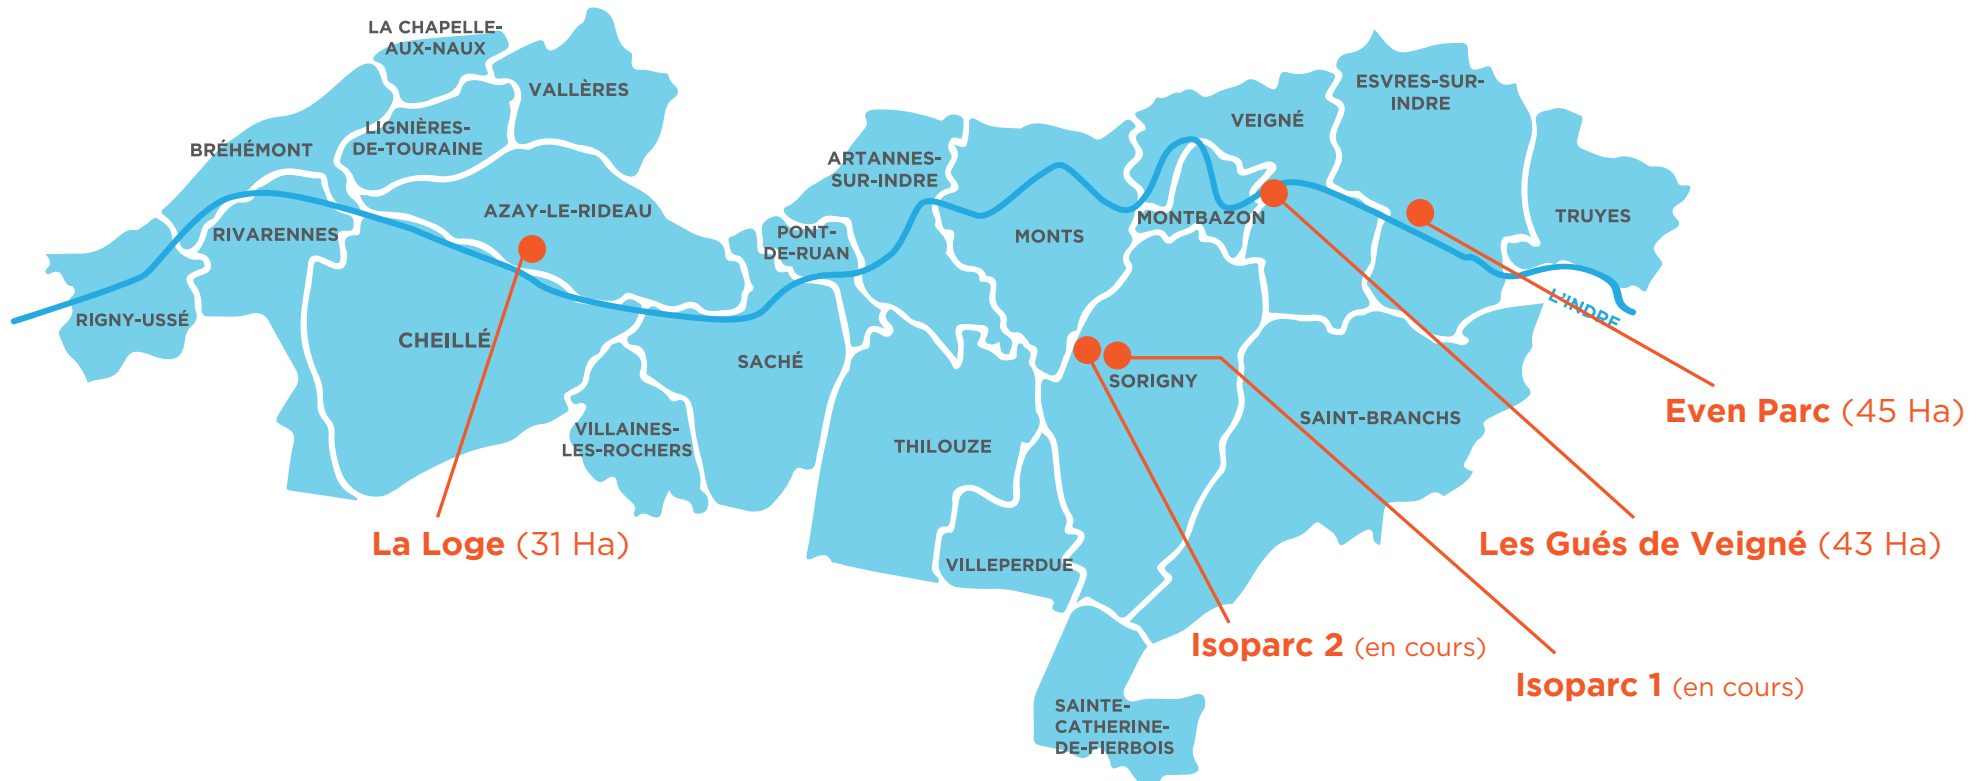 LA CHAPELLE-
AUX-NAUX
VALLÈRES
LIGNIÈRES-
DE-TOURAINE
BRÉHÉMONT
AZAY-LE-RIDEAU
RIVARENNES
RIGNY-USSÉ
CHEILLÉ
VILLAINES-
LES-ROCHERS
SACHÉ
PONT-
DE-RUAN
ARTANNES-
SUR-INDRE
MONTS
THILOUZE
VILLEPERDUE
SORIGNY
MONTBAZON
VEIGNÉ
ESVRES-SUR-
INDRE
TRUYES
L'INDRE
SAINT-BRANCHS
SAINTE-
CATHERINE-
DE-FIERBOIS
La Loge (31 Ha)
Even Parc (45 Ha)
Les Gués de Veigné (43 Ha)
Isoparc 2 (en cours)
Isoparc 1 (en cours)